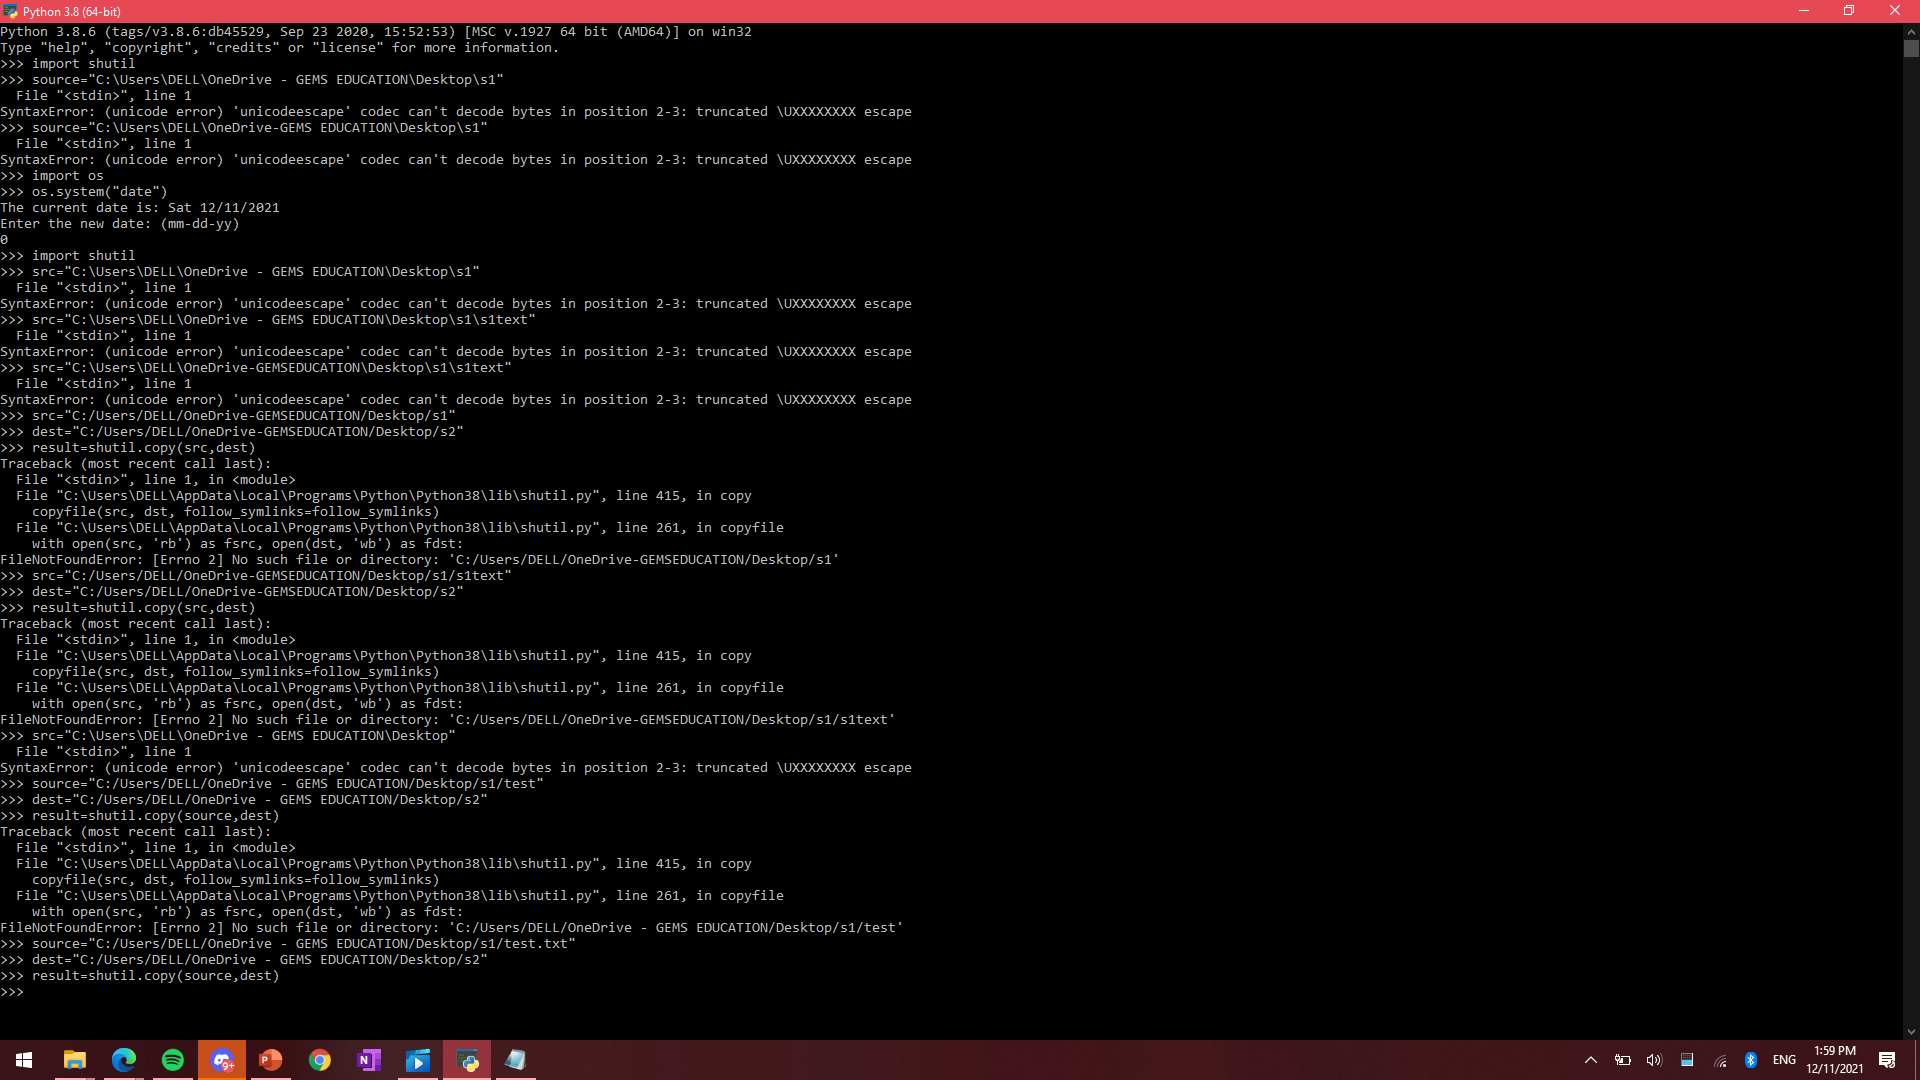 Python 3.8 (64-bit)
Python 3.8.6 (tags/v3.8.6:db45529, Sep 23 2020, 15:52:53) [MSC v.1927 64 bit (AMD64)] on win32
Type "help", "copyright", "credits" or "license" for more information.
>>> import shutil
>>> source="C:\Users\DELL\OneDrive - GEMS EDUCATION\Desktop\s1"
  File "<stdin>", line 1
SyntaxError: (unicode error) 'unicodeescape' codec can't decode bytes in position 2-3: truncated \UXXXXXXXX escape
>>> source="C:\Users\DELL\OneDrive-GEMS EDUCATION\Desktop\s1"
  File "<stdin>", line 1
SyntaxError: (unicode error) 'unicodeescape' codec can't decode bytes in position 2-3: truncated \UXXXXXXXX escape
>>> import os
>>> os.system("date")
The current date is: Sat 12/11/2021
Enter the new date: (mm-dd-yy)
0
>>> import shutil
>>> src="C:\Users\DELL\OneDrive - GEMS EDUCATION\Desktop\s1"
  File "<stdin>", line 1
SyntaxError: (unicode error) 'unicodeescape' codec can't decode bytes in position 2-3: truncated \UXXXXXXXX escape
>>> src="C:\Users\DELL\OneDrive - GEMS EDUCATION\Desktop\s1\s1text"
  File "<stdin>", line 1
SyntaxError: (unicode error) 'unicodeescape' codec can't decode bytes in position 2-3: truncated \UXXXXXXXX escape
>>> src="C:\Users\DELL\OneDrive-GEMSEDUCATION\Desktop\s1\s1text"
  File "<stdin>", line 1
SyntaxError: (unicode error) 'unicodeescape' codec can't decode bytes in position 2-3: truncated \UXXXXXXXX escape
>>> src="C:/Users/DELL/OneDrive-GEMSEDUCATION/Desktop/s1"
>>> dest="C:/Users/DELL/OneDrive-GEMSEDUCATION/Desktop/s2"
>>> result=shutil.copy(src,dest)
Traceback (most recent call last):
  File "<stdin>", line 1, in <module>
  File "C:\Users\DELL\AppData\Local\Programs\Python\Python38\lib\shutil.py", line 415, in copy
    copyfile(src, dst, follow_symlinks=follow_symlinks)
  File "C:\Users\DELL\AppData\Local\Programs\Python\Python38\lib\shutil.py", line 261, in copyfile
    with open(src, 'rb') as fsrc, open(dst, 'wb') as fdst:
FileNotFoundError: [Errno 2] No such file or directory: 'C:/Users/DELL/OneDrive-GEMSEDUCATION/Desktop/s1'
>>> src="C:/Users/DELL/OneDrive-GEMSEDUCATION/Desktop/s1/s1text"
>>> dest="C:/Users/DELL/OneDrive-GEMSEDUCATION/Desktop/s2"
>>> result=shutil.copy(src,dest)
Traceback (most recent call last):
  File "<stdin>", line 1, in <module>
  File "C:\Users\DELL\AppData\Local\Programs\Python\Python38\lib\shutil.py", line 415, in copy
    copyfile(src, dst, follow_symlinks=follow_symlinks)
  File "C:\Users\DELL\AppData\Local\Programs\Python\Python38\lib\shutil.py", line 261, in copyfile
    with open(src, 'rb') as fsrc, open(dst, 'wb') as fdst:
FileNotFoundError: [Errno 2] No such file or directory: 'C:/Users/DELL/OneDrive-GEMSEDUCATION/Desktop/s1/s1text'
>>> src="C:\Users\DELL\OneDrive - GEMS EDUCATION\Desktop"
  File "<stdin>", line 1
SyntaxError: (unicode error) 'unicodeescape' codec can't decode bytes in position 2-3: truncated \UXXXXXXXX escape
>>> source="C:/Users/DELL/OneDrive - GEMS EDUCATION/Desktop/s1/test"
>>> dest="C:/Users/DELL/OneDrive - GEMS EDUCATION/Desktop/s2"
>>> result=shutil.copy(source,dest)
Traceback (most recent call last):
  File "<stdin>", line 1, in <module>
  File "C:\Users\DELL\AppData\Local\Programs\Python\Python38\lib\shutil.py", line 415, in copy
    copyfile(src, dst, follow_symlinks=follow_symlinks)
  File "C:\Users\DELL\AppData\Local\Programs\Python\Python38\lib\shutil.py", line 261, in copyfile
    with open(src, 'rb') as fsrc, open(dst, 'wb') as fdst:
FileNotFoundError: [Errno 2] No such file or directory: 'C:/Users/DELL/OneDrive - GEMS EDUCATION/Desktop/s1/test'
>>> source="C:/Users/DELL/OneDrive - GEMS EDUCATION/Desktop/s1/test.txt"
>>> dest="C:/Users/DELL/OneDrive - GEMS EDUCATION/Desktop/s2"
>>> result=shutil.copy(source,dest)
>>>
9+
ENG
1:59 PM
12/11/2021